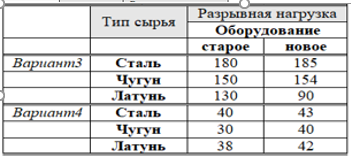 Тип сырья Разрывная нагрузка
Оборудование
старое новое
Вариант3 Сталь 180 185
Чугун 150 154
Латунь 130 90
Вариант4 Сталь 40 43
Чугун 30 40
Латунь 38 42